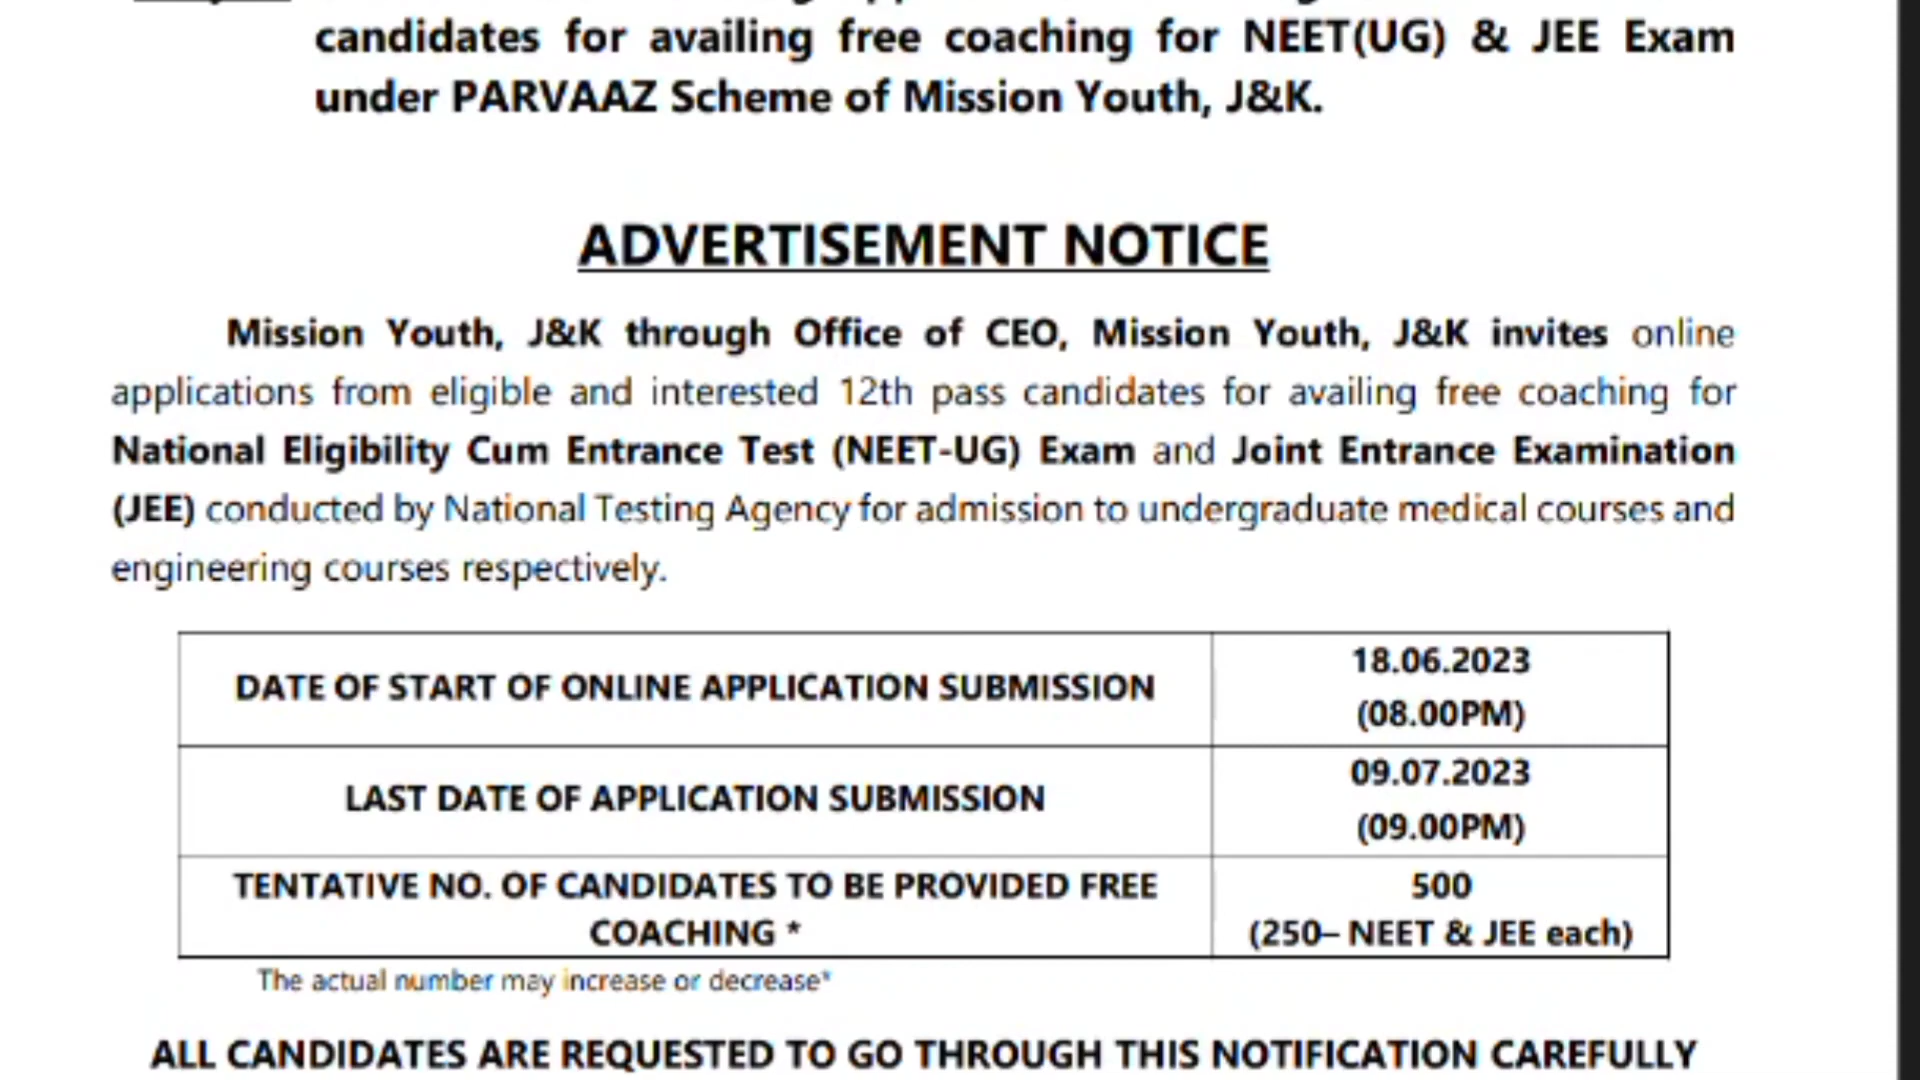 candidates for availing free coaching for NEET(UG) & JEE Exam
under PARVAAZ Scheme of Mission Youth, J&K.
ADVERTISEMENT NOTICE
Mission Youth, J&K through Office of CEO, Mission Youth, J&K invites online
applications from eligible and interested 12th pass candidates for availing free coaching for
National Eligibility Cum Entrance Test (NEET-UG) Exam and Joint Entrance Examination
(JEE) conducted by National Testing Agency for admission to undergraduate medical courses and
engineering courses respectively.
DATE OF START OF ONLINE APPLICATION SUBMISSION
18.06.2023
(08.00PM)
LAST DATE OF APPLICATION SUBMISSION
09.07.2023
(09.00PM)
TENTATIVE NO. OF CANDIDATES TO BE PROVIDED FREE
COACHING *
500
(250– NEET & JEE each)
The actual number may increase or decrease*
ALL CANDIDATES ARE REQUESTED TO GO THROUGH THIS NOTIFICATION CAREFULLY